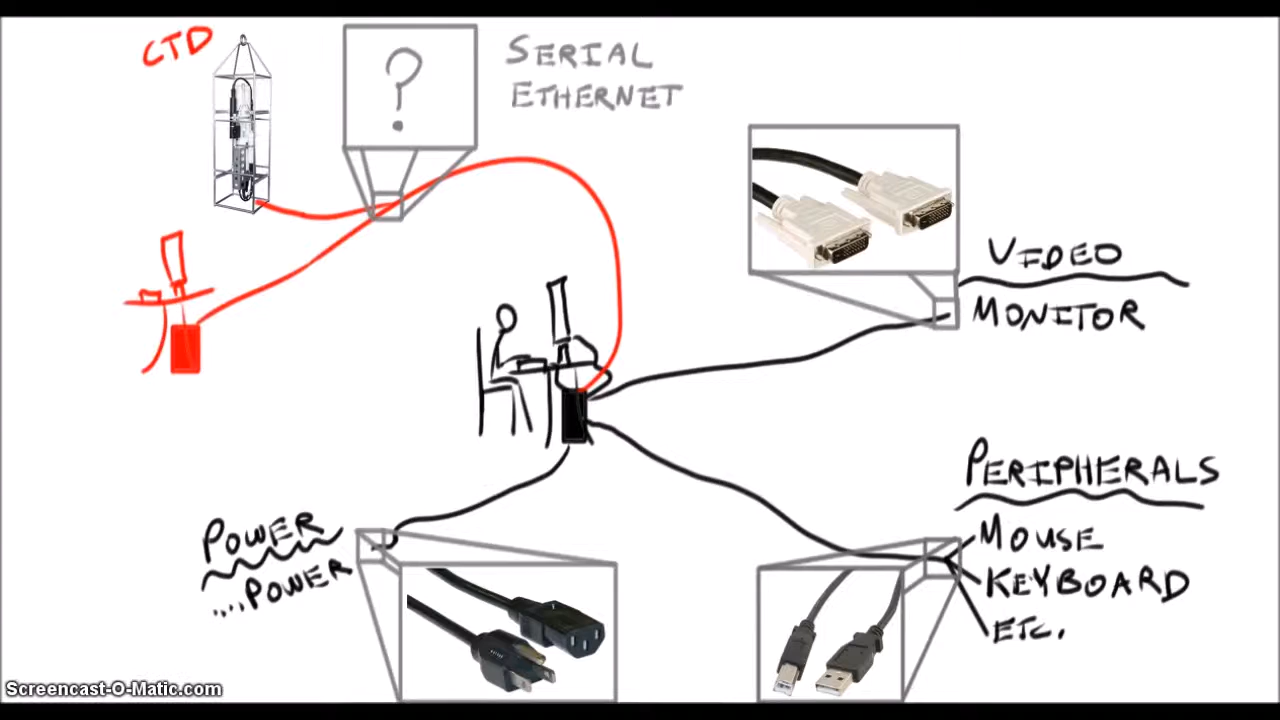 CTD
?
SERIAL
ETHERNET
VIDEO
MONITOR
PERIPHERALS
MOUSE
KEYBOARD
ETC.
POWER
....POWER
Screencast-O-Matic.com